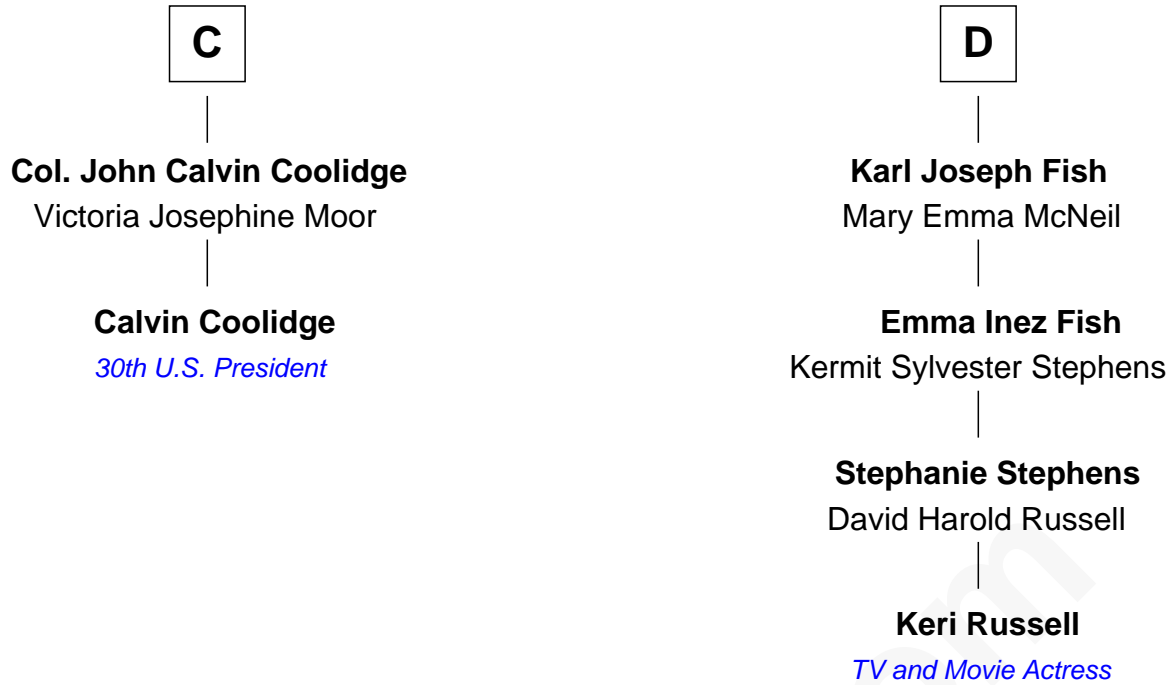 C
Col. John Calvin Coolidge
Victoria Josephine Moor
Calvin Coolidge
30th U.S. President
D
Karl Joseph Fish
Mary Emma McNeil
Emma Inez Fish
Kermit Sylvester Stephens
Stephanie Stephens
David Harold Russell
Keri Russell
TV and Movie Actress
om